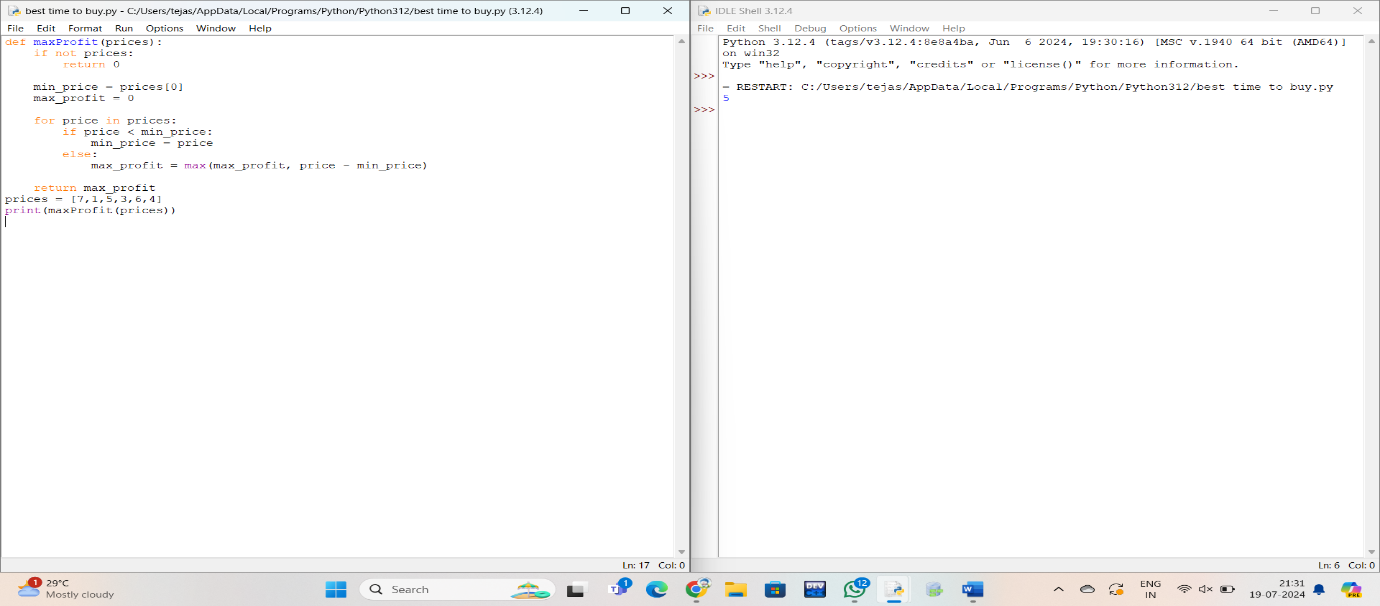 best time to buy.py - C:/Users/tejas/AppData/Local/Programs/Python/Python312/best time to buy.py (3.12.4)
File Edit Format Run Options Window Help
def maxProfit(prices):
    if not prices:
        return 0

    min_price = prices[0]
    max_profit = 0

    for price in prices:
        if price < min_price:
            min_price = price
        else:
            max_profit = max(max_profit, price - min_price)

    return max_profit
prices = [7,1,5,3,6,4]
print(maxProfit(prices))
Ln: 17 Col: 0
IDLE Shell 3.12.4
File Edit Shell Debug Options Window Help
Python 3.12.4 (tags/v3.12.4:8e8a4ba, Jun  6 2024, 19:30:16) [MSC v.1940 64 bit (AMD64)]
on win32
Type "help", "copyright", "credits" or "license()" for more information.
>>>
= RESTART: C:/Users/tejas/AppData/Local/Programs/Python/Python312/best time to buy.py
5
>>>
Ln: 6 Col: 0
1
29°C
Mostly cloudy
Search
1
DEV
12
W
PRE
ENG
IN
21:31
19-07-2024